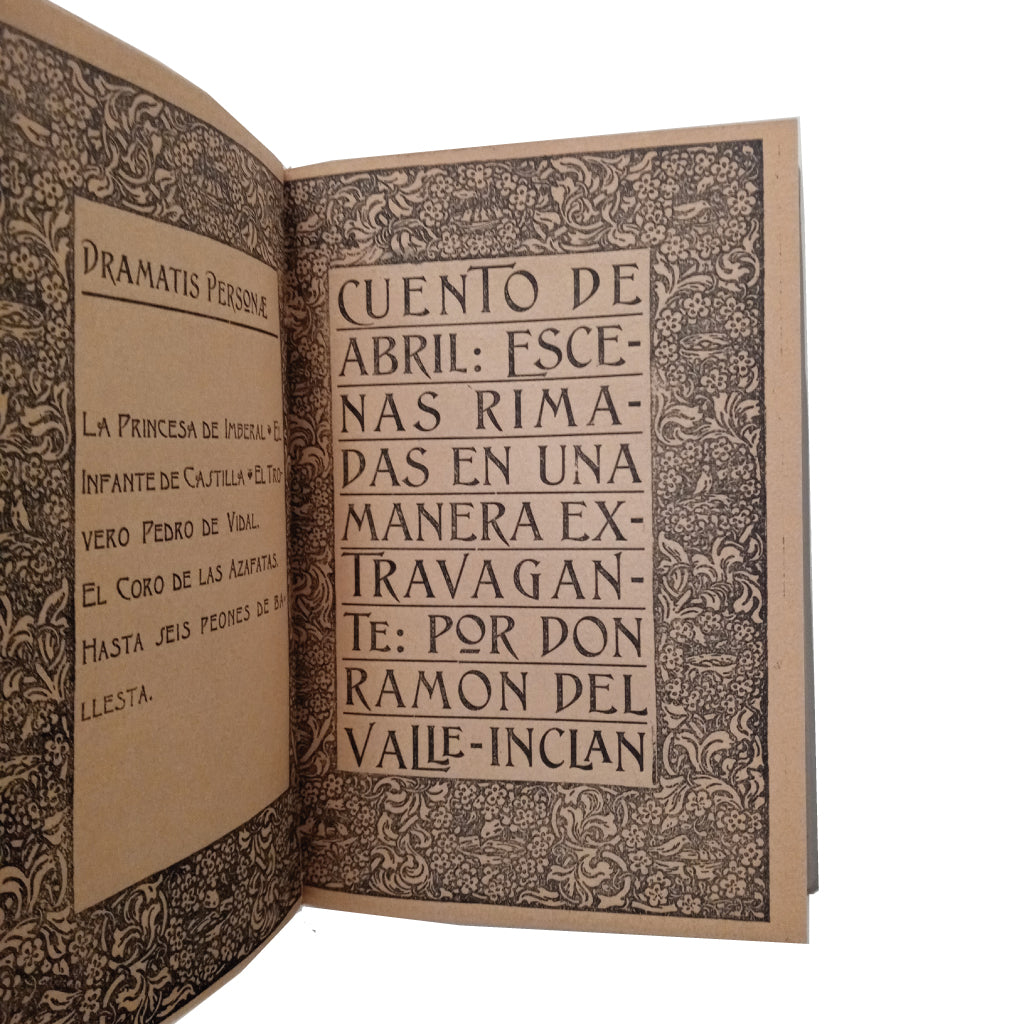 DRAMATIS PERSONÆ
LA PRINCESA DE IMBERAL EL
INFANTE DE CASTILLA EL TRO-
VERO PEDRO DE VIDAL.
EL CORO DE LAS AZAFATAS.
HASTA SEIS PEONES DE BA-
LLESTA.
CUENTO DE
ABRIL: ESCE-
NAS RIMA-
DAS EN UNA
MANERA EX-
TRAVAGAN-
TE: POR DON
RAMON DEL
VALLE-INCLAN